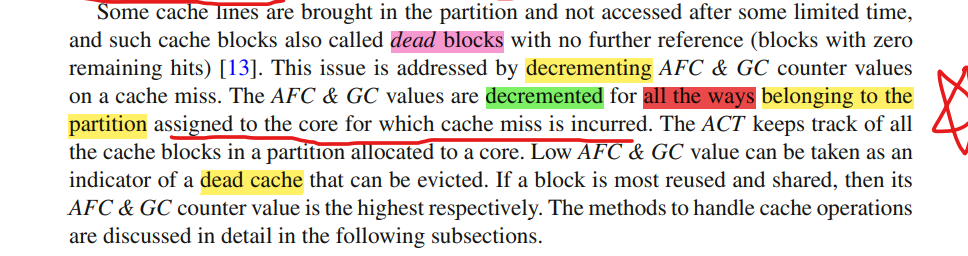 Some cache lines are brought in the partition and not accessed after some limited time,
and such cache blocks also called dead blocks with no further reference (blocks with zero
remaining hits) [13]. This issue is addressed by decrementing AFC & GC counter values
on a cache miss. The AFC & GC values are decremented for all the ways belonging to the
partition assigned to the core for which cache miss is incurred. The ACT keeps track of all
the cache blocks in a partition allocated to a core. Low AFC & GC value can be taken as an
indicator of a dead cache that can be evicted. If a block is most reused and shared, then its
AFC & GC counter value is the highest respectively. The methods to handle cache operations
are discussed in detail in the following subsections.